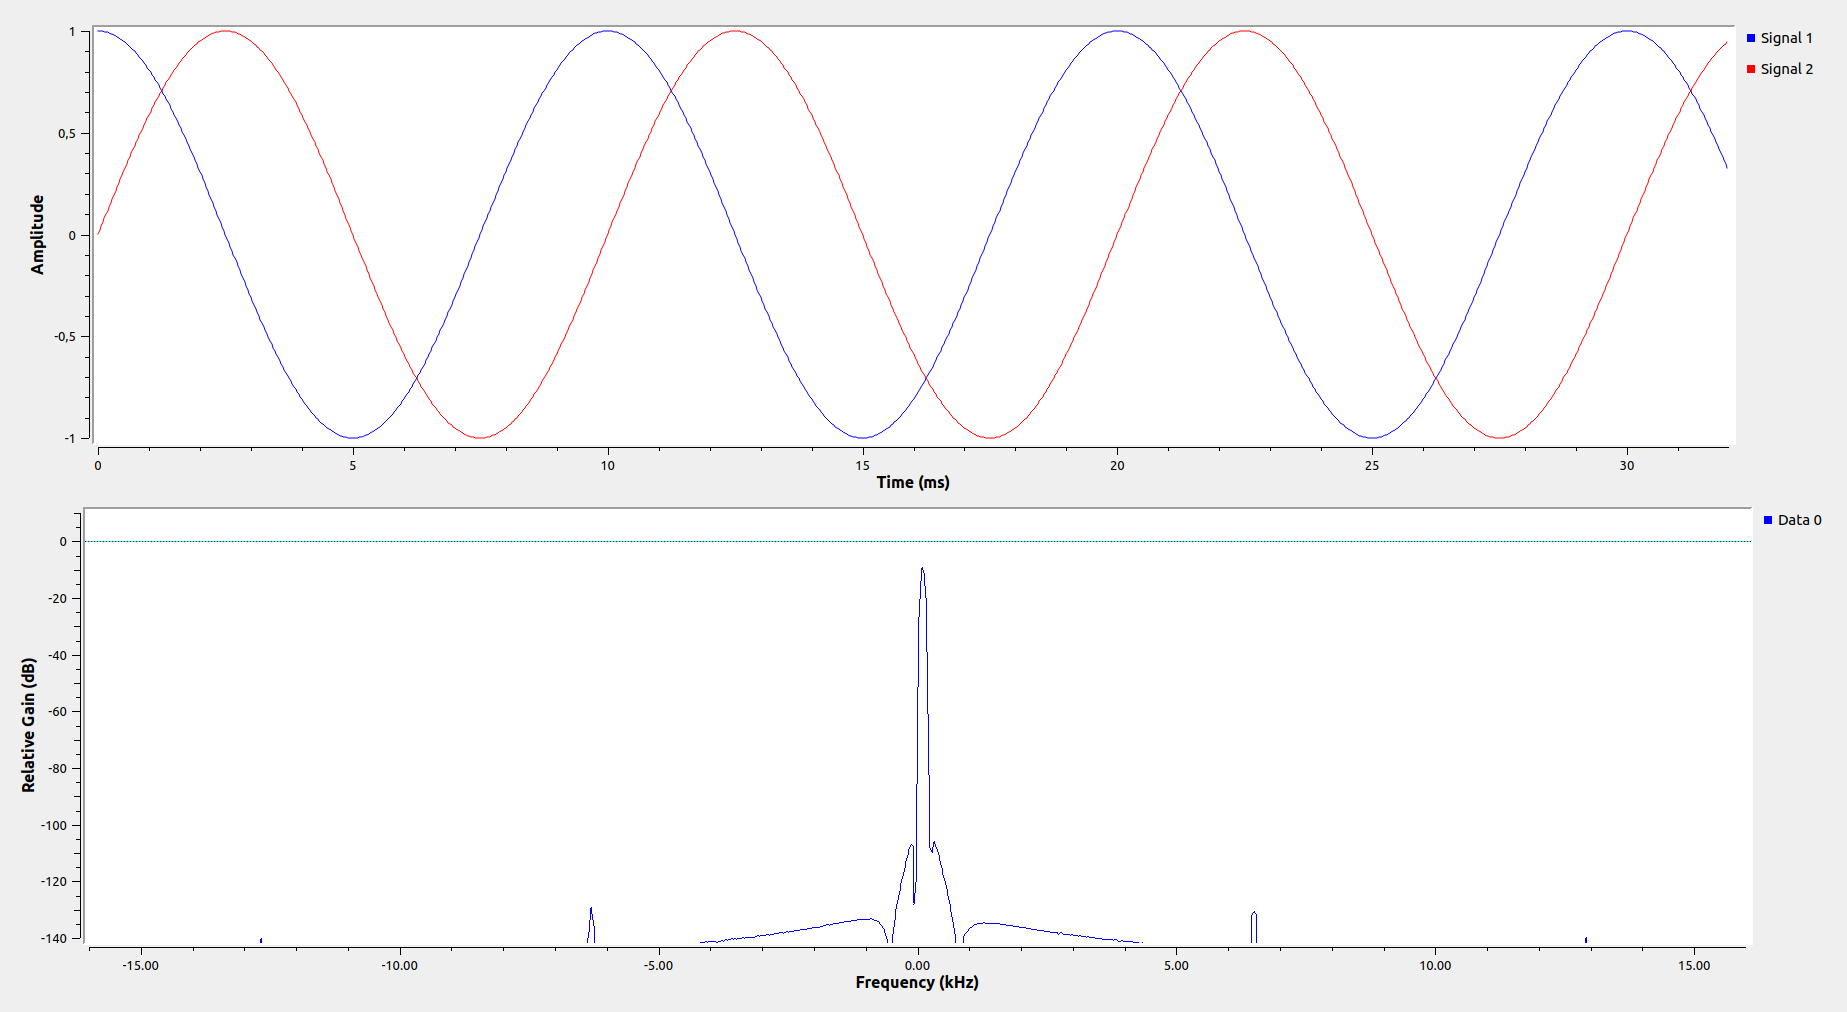 Signal 1
Signal 2
1
0,5
0
-0,5
-1
Amplitude
0 5 10 15 20 25 30
Time (ms)
Data 0
0
-20
-40
-60
-80
-100
-120
-140
Relative Gain (dB)
-15.00 -10.00 -5.00 0.00 5.00 10.00 15.00
Frequency (kHz)